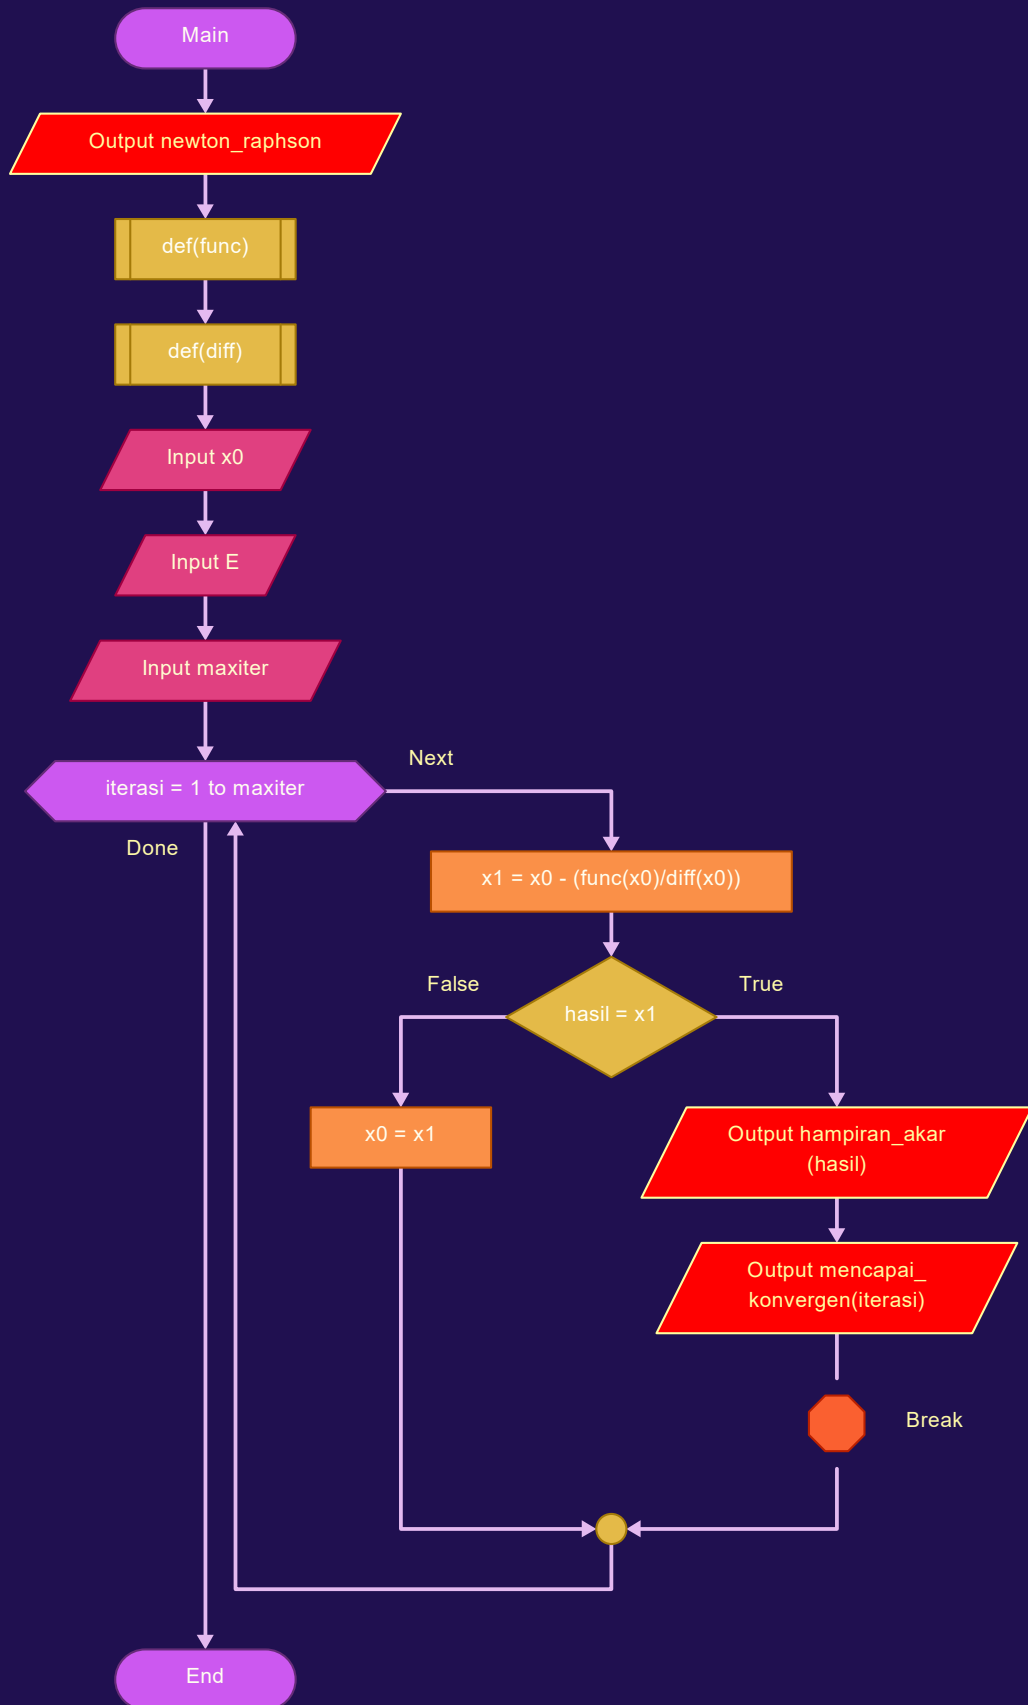 Main
Output newton_raphson
def(func)
def(diff)
Input x0
Input E
Input maxiter
iterasi = 1 to maxiter
Next
Done
x1 = x0 - (func(x0)/diff(x0))
False
True
hasil = x1
x0 = x1
Output hampiran_akar
(hasil)
Output mencapai_
konvergen(iterasi)
Break
End